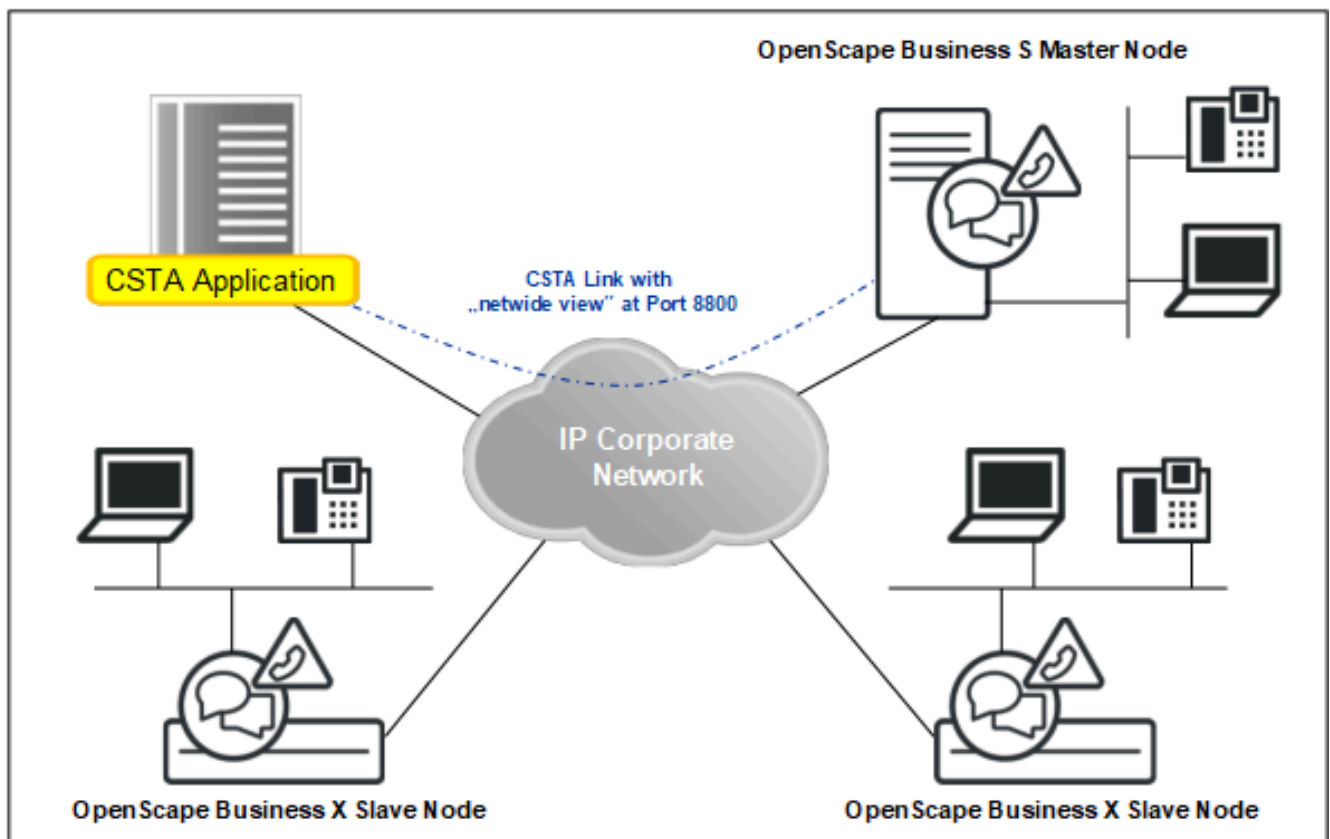 OpenScape Business S Master Node
CSTA Application
CSTA Link with
„netwide view” at Port 8800
IP Corporate
Network
OpenScape Business X Slave Node
OpenScape Business X Slave Node